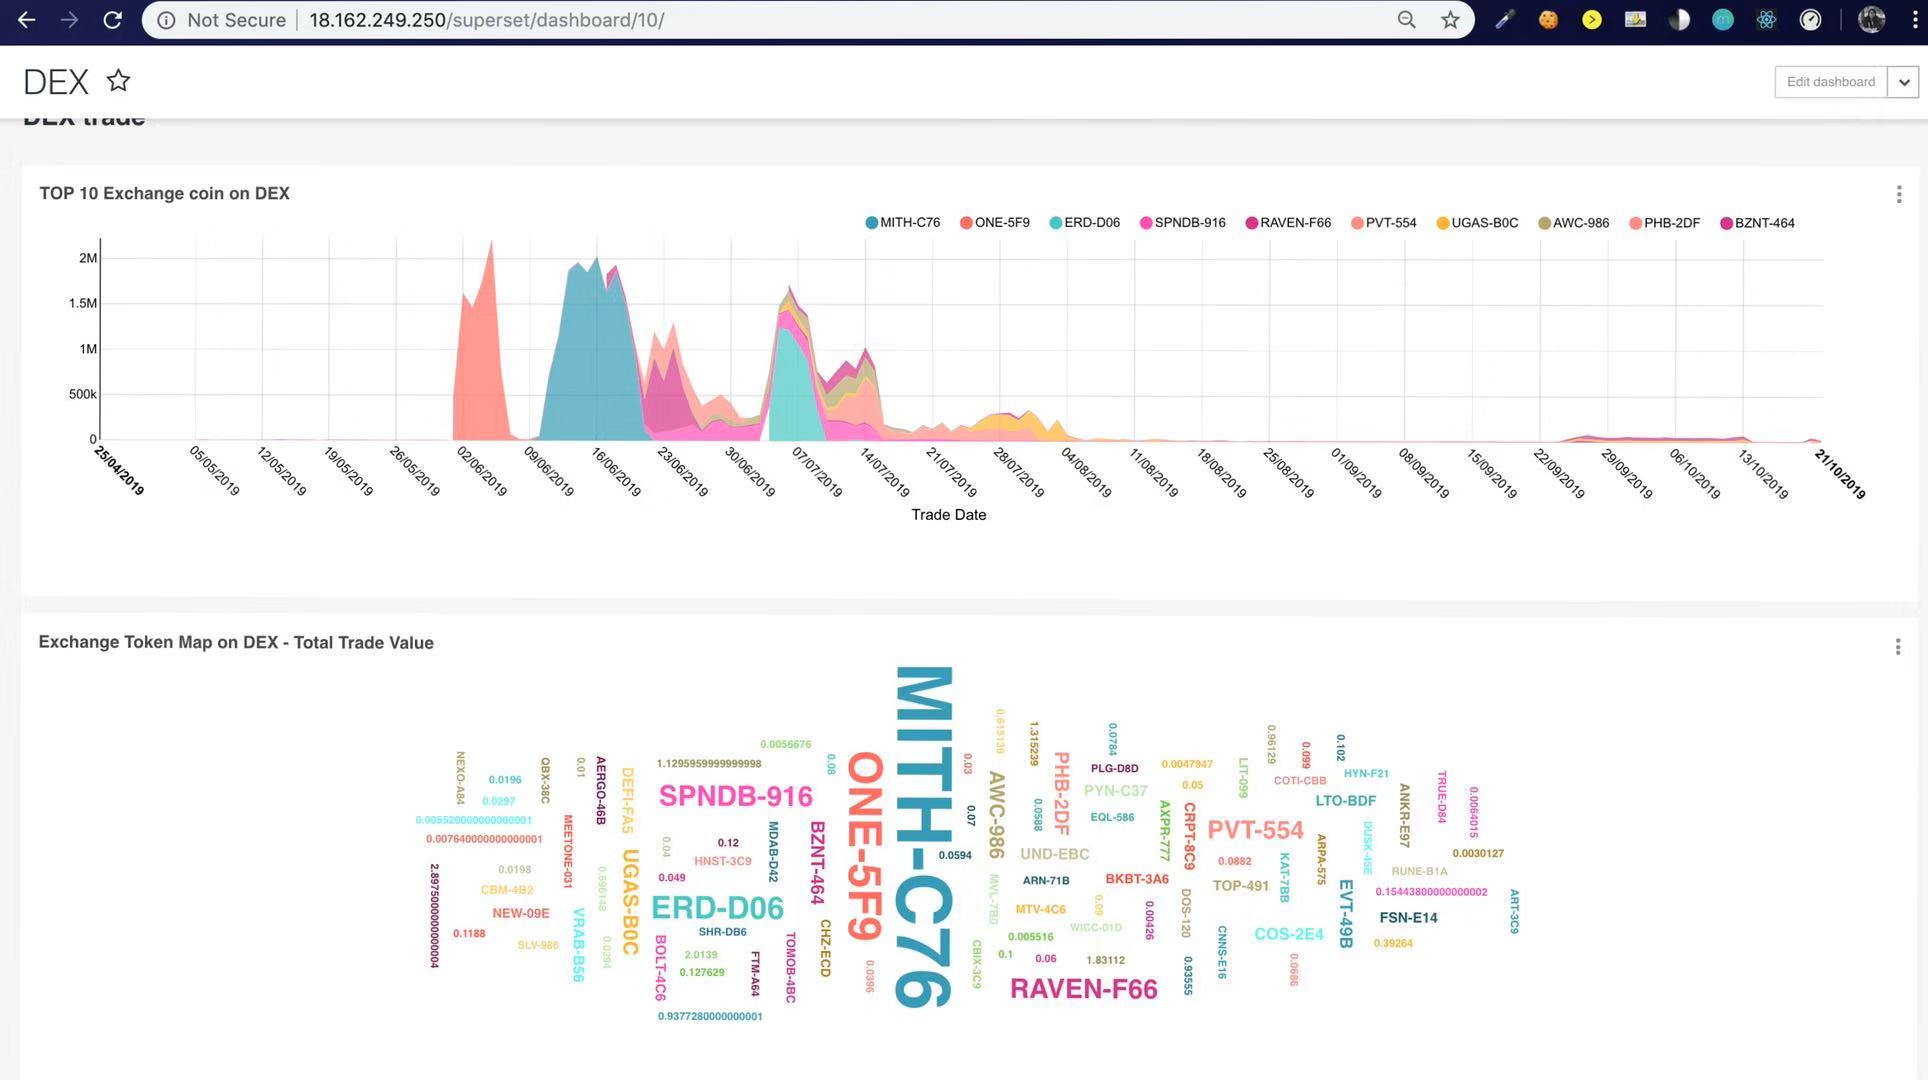 Not Secure 18.162.249.250/superset/dashboard/10/
DEX
Edit dashboard
DEX trade
TOP 10 Exchange coin on DEX
MITH-C76 ONE-5F9 ERD-D06 SPNDB-916 RAVEN-F66 PVT-554 UGAS-B0C AWC-986 PHB-2DF BZNT-464
2M
1.5M
1M
500k
0
25/04/2019 05/05/2019 12/05/2019 19/05/2019 26/05/2019 02/06/2019 09/06/2019 16/06/2019 23/06/2019 30/06/2019 07/07/2019 14/07/2019 21/07/2019 28/07/2019 04/08/2019 11/08/2019 18/08/2019 25/08/2019 01/09/2019 08/09/2019 15/09/2019 22/09/2019 29/09/2019 06/10/2019 13/10/2019 21/10/2019
Trade Date
Exchange Token Map on DEX - Total Trade Value
NEXO-A84
0.0196
0.0297
0.005520000000000001
0.007640000000000001
2.8975000000000004
0.0198
CBM-4B2
NEW-09E
0.1188
SLV-986
QBX-38C
0.01
AERGO-46B
MEETONE-031
0.896148
VRAB-B56
0.0294
DEFI-FA5
UGAS-B0C
0.0056676
1.1295959999999998
0.08
SPNDB-916
0.04
0.12
HNST-3C9
0.049
MDAB-D42
BZNT-464
ERD-D06
SHR-DB6
BOLT-4C6
2.0139
0.127629
FTM-A64
TOMOB-4BC
CHZ-ECD
0.9377280000000001
ONE-5F9
0.0396
MITH-C76
0.03
0.07
0.0594
0.615136
1.315239
AWC-986
0.0588
PHB-2DF
0.0784
PLG-D8D
PYN-C37
EQL-586
UND-EBC
ARN-71B
MVL-7B0
MTV-4C6
0.09
0.005516
0.1
0.06
CBIX-3C9
WICC-01D
1.83112
RAVEN-F66
0.0047947
0.05
AXPR-777
CRPT-8C9
BKBT-3A6
0.00426
DOS-120
0.93555
LIT-099
0.96129
0.099
0.102
COTI-CBB
HYN-F21
LTO-BDF
PVT-554
0.0882
TOP-491
KAT-7BB
ARPA-575
CNNS-E16
COS-2E4
0.0686
EVT-49B
DUSK-45E
ANKR-E97
TRUE-D84
0.0064015
0.0030127
RUNE-B1A
0.15443800000000002
FSN-E14
0.39264
ART-3C9